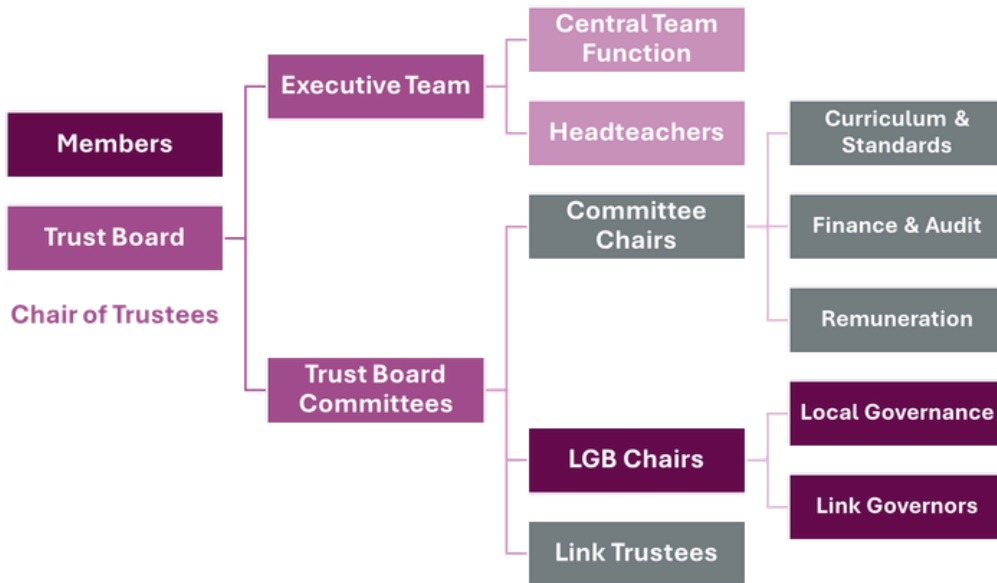 Members
Trust Board
Chair of Trustees
Executive Team
Trust Board
Committees
Central Team
Function
Headteachers
Committee
Chairs
LGB Chairs
Link Trustees
Curriculum &
Standards
Finance & Audit
Remuneration
Local Governance
Link Governors